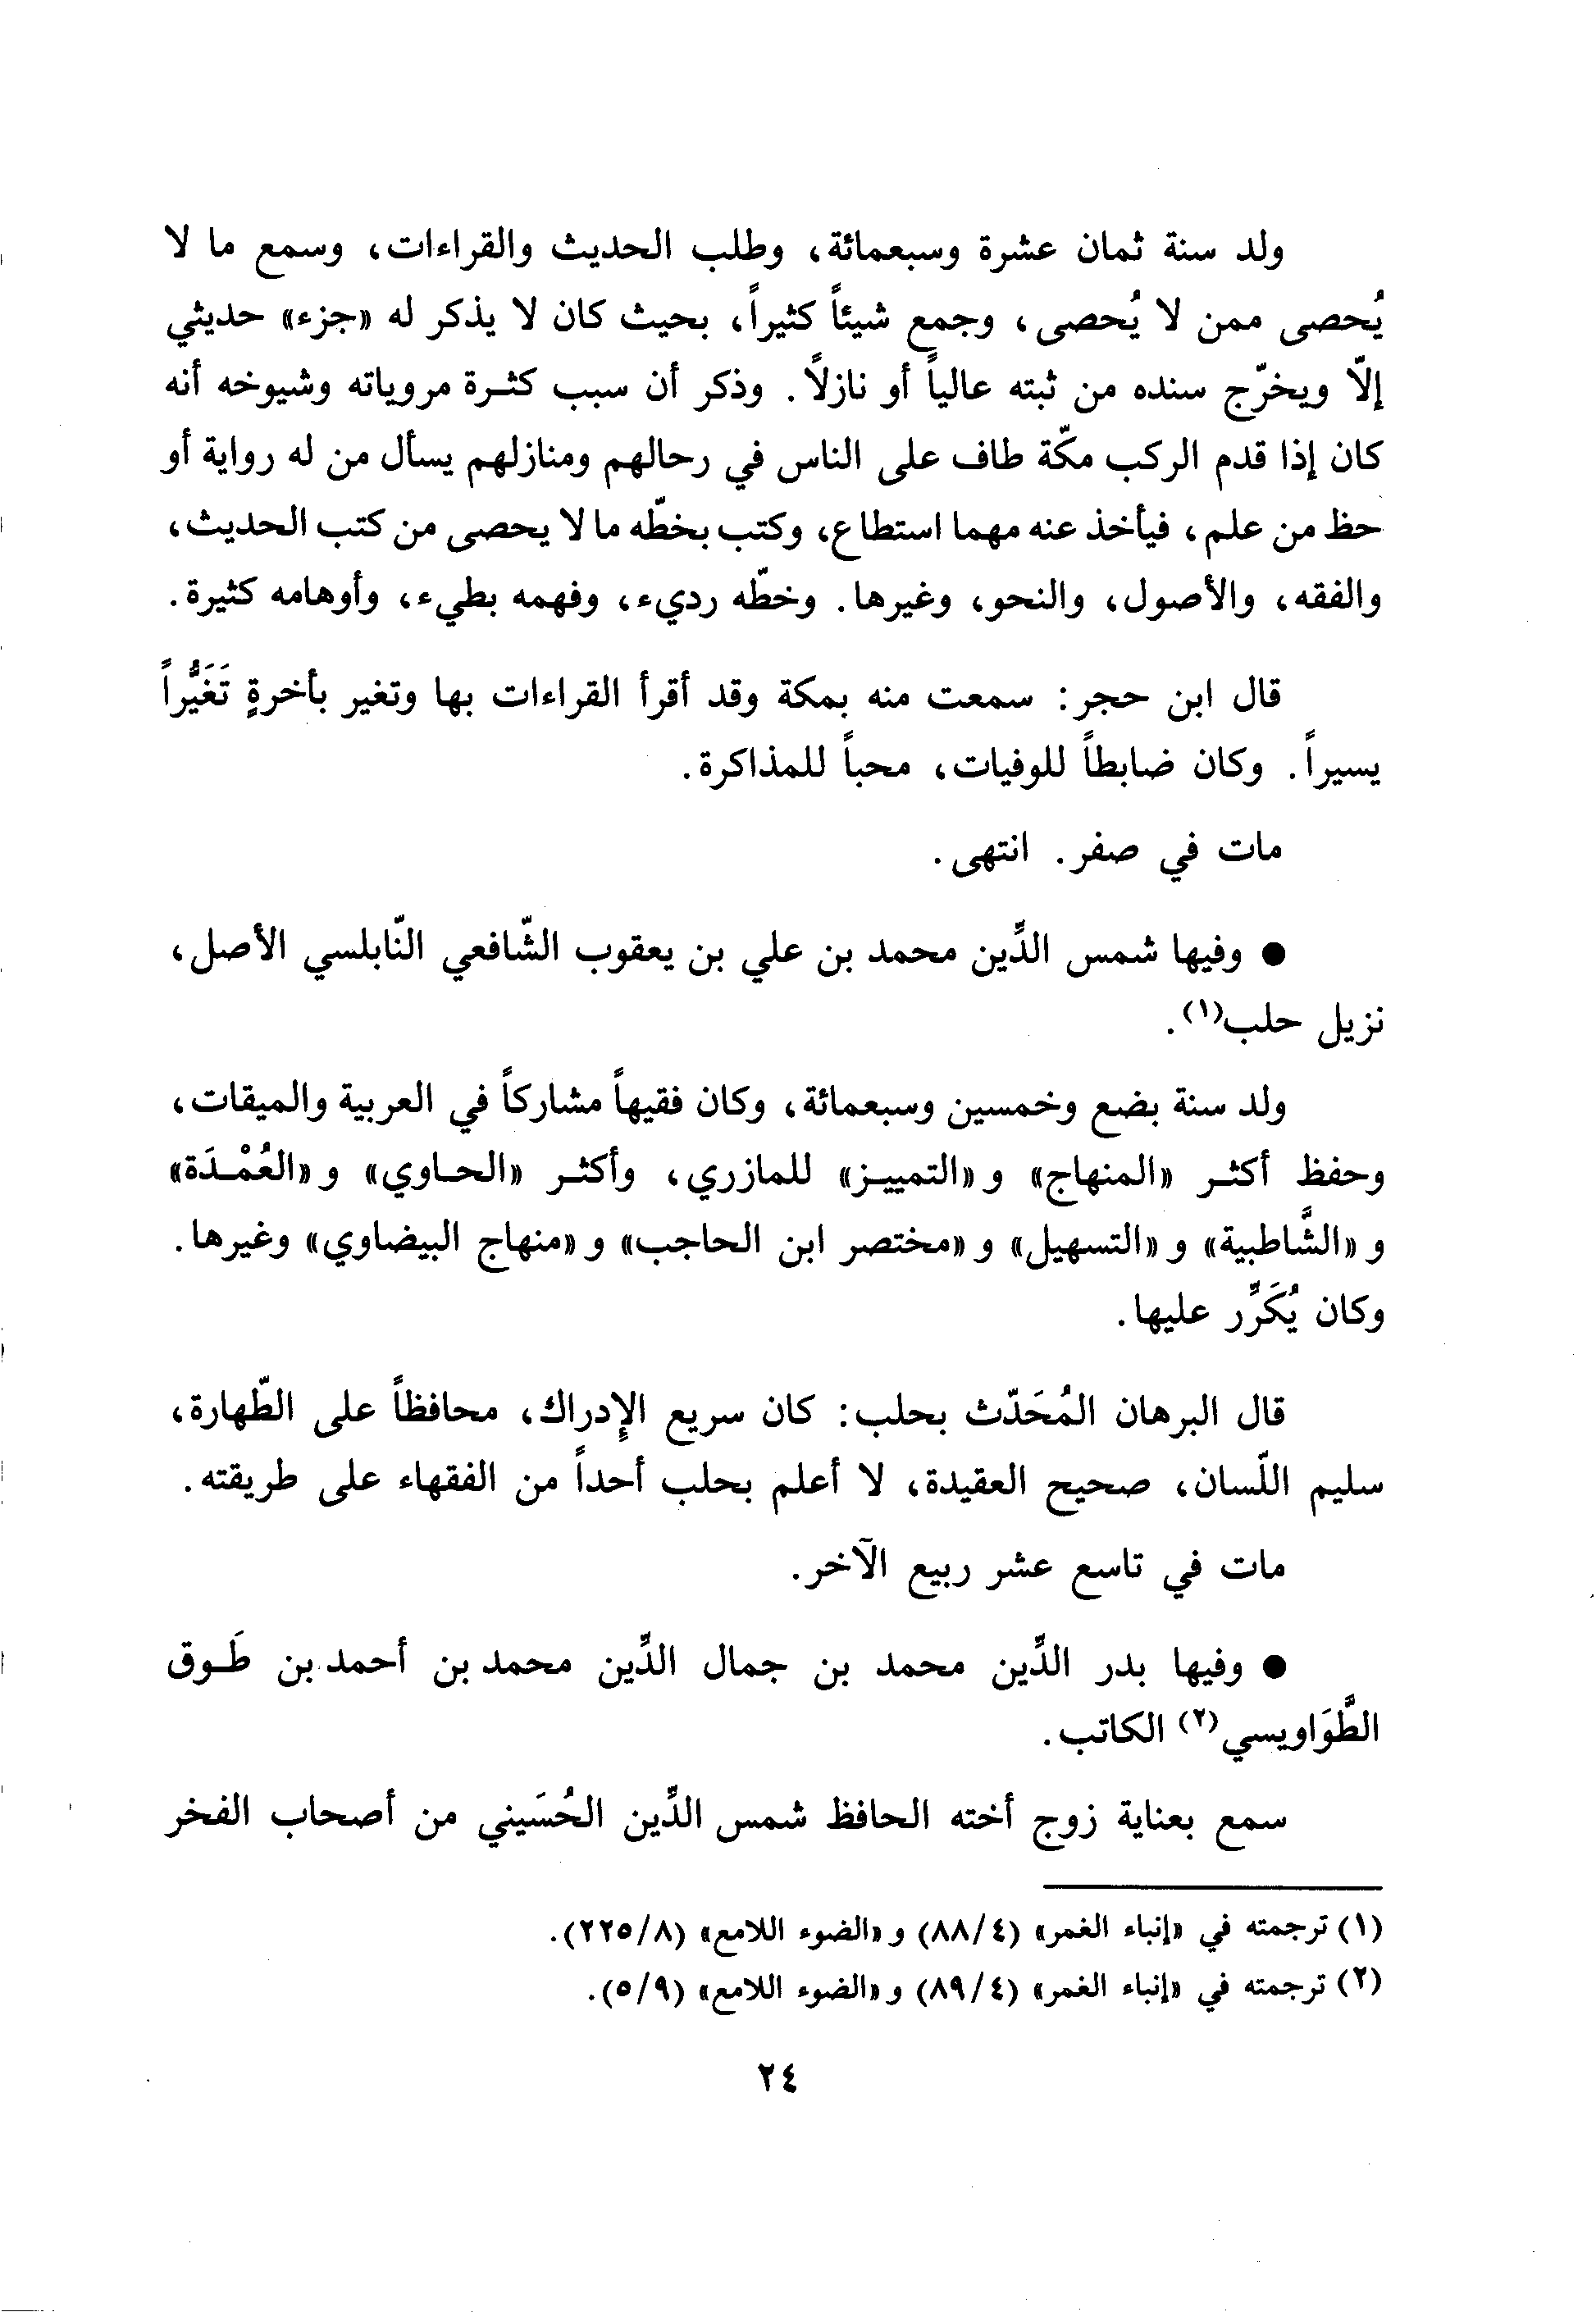 ولد سنة ثمان عشرة وسبعمائة، وطلب الحديث والقراءات، وسمع ما لا
يُحصى ممن لا يُحصى، وجمع شيئاً كثيراً، بحيث كان لا يذكر له «جزء» حديثي
إلّا ويخرّج سنده من ثبته عالياً أو نازلاً. وذكر أن سبب كثـرة مروياته وشيوخه أنه
كان إذا قدم الركب مكّة طاف على الناس في رحالهم ومنازلهم يسأل من له رواية أو
حظ من علم، فيأخذ عنه مهما استطاع، وكتب بخطّه ما لا يحصى من كتب الحديث،
والفقه، والأصول، والنحو، وغيرها. وخطّه رديء، وفهمه بطيء، وأوهامه كثيرة.
قال ابن حجر: سمعت منه بمكة وقد أقرأ القراءات بها وتغير بأخرةٍ تَغَيُّراً
يسيراً. وكان ضابطاً للوفيات، محباً للمذاكرة.
مات في صفر. انتهى.
● وفيها شمس الدِّين محمد بن علي بن يعقوب الشّافعي النّابلسي الأصل،
نزيل حلب(١).
ولد سنة بضع وخمسين وسبعمائة، وكان فقيهاً مشاركاً في العربية والميقات،
وحفظ أكثـر «المنهاج» و«التمييـز» للمازري، وأكثـر «الحـاوي» و«العُمْـدَة»
و«الشَّاطبية» و«التسهيل» و«مختصر ابن الحاجب» و«منهاج البيضاوي» وغيرها.
وكان يُكَرِّر عليها.
قال البرهان المُحَدّث بحلب: كان سريع الإِدراك، محافظاً على الطّهارة،
سليم اللّسان، صحيح العقيدة، لا أعلم بحلب أحداً من الفقهاء على طريقته.
مات في تاسع عشر ربيع الآخر.
● وفيها بدر الدِّين محمد بن جمال الدِّين محمد بن أحمد بن طَـوق
الطَّوَاويسي(٢) الكاتب.
سمع بعناية زوج أخته الحافظ شمس الدِّين الحُسَيني من أصحاب الفخر
(١) ترجمته في «إنباء الغمر» (٨٨/٤) و«الضوء اللامع» (٢٢٥/٨).
(٢) ترجمته في «إنباء الغمر» (٨٩/٤) و«الضوء اللامع» (٥/٩).
٢٤